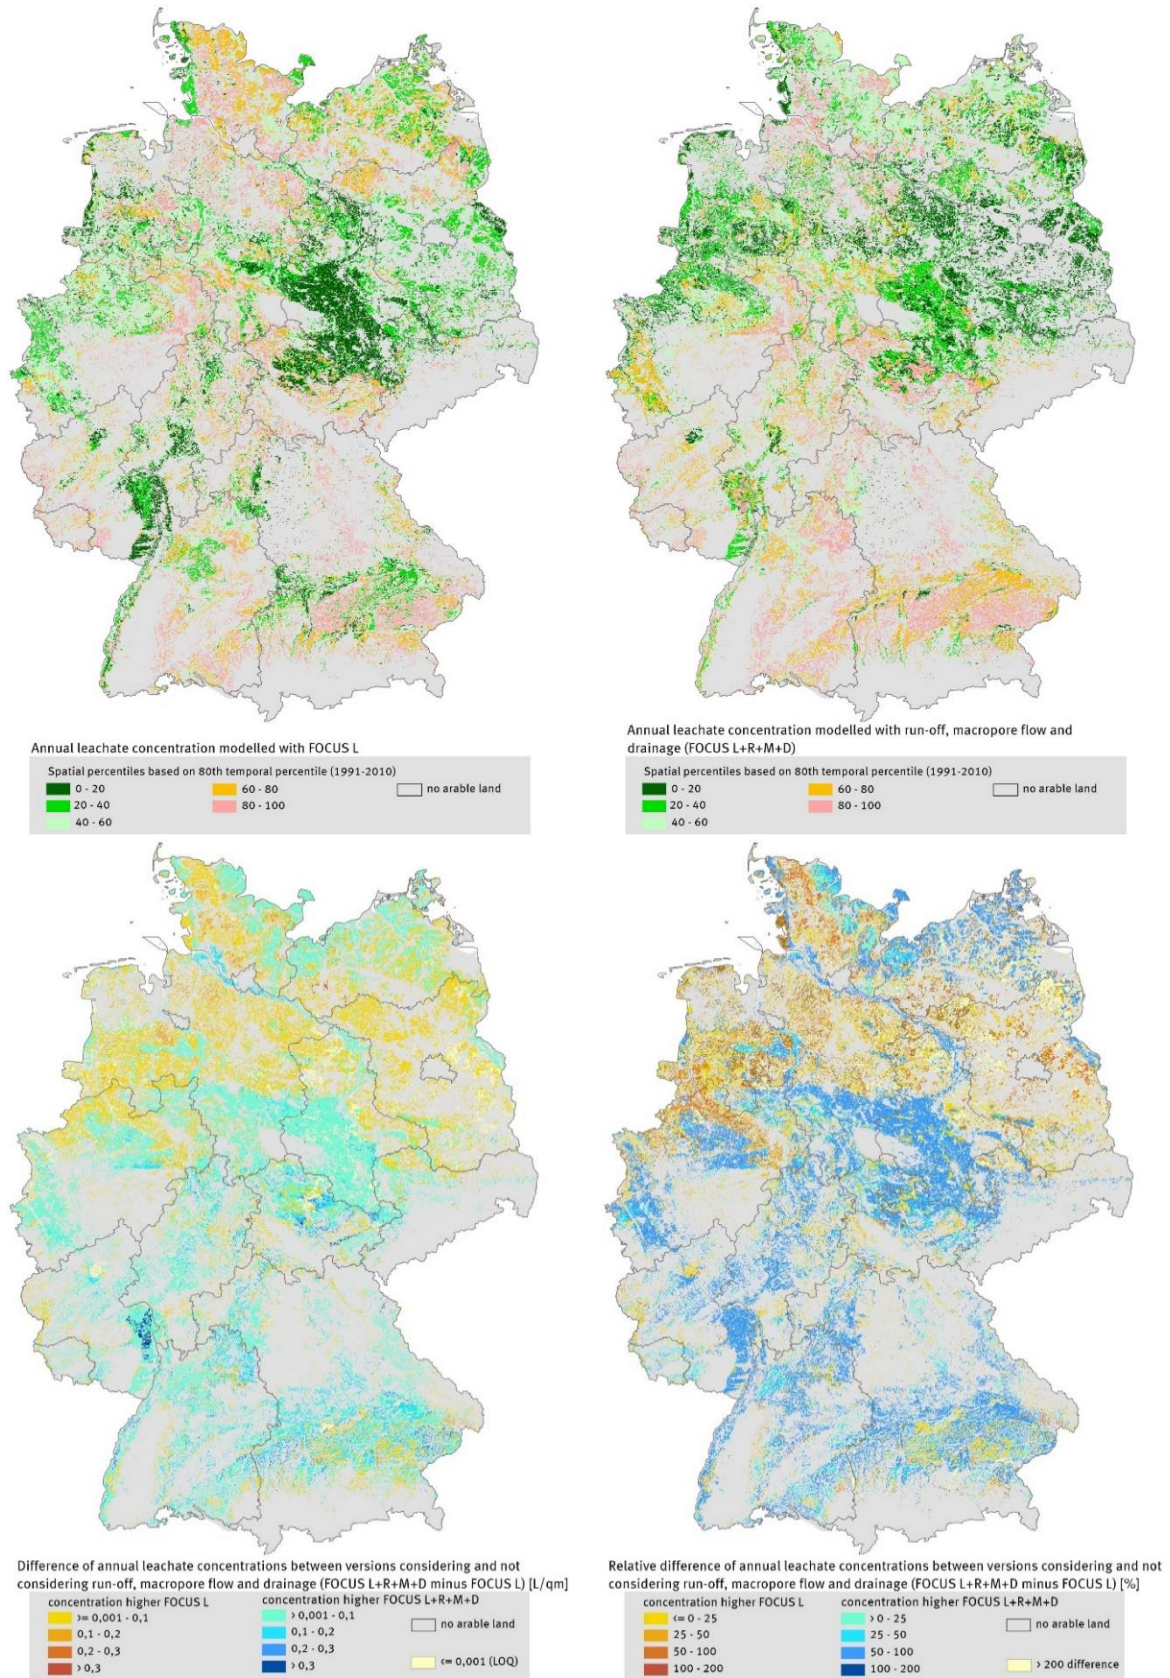 Annual leachate concentration modelled with FOCUS L
Spatial percentiles based on 80th temporal percentile (1991-2010)
0 - 20
60 - 80
no arable land
20 - 40
80 - 100
40 - 60
Annual leachate concentration modelled with run-off, macropore flow and
drainage (FOCUS L+R+M+D)
Spatial percentiles based on 80th temporal percentile (1991-2010)
0 - 20
60 - 80
no arable land
20 - 40
80 - 100
40 - 60
Difference of annual leachate concentrations between versions considering and not
considering run-off, macropore flow and drainage (FOCUS L+R+M+D minus FOCUS L) [L/qm]
concentration higher FOCUS L
concentration higher FOCUS L+R+M+D
>= 0,001 - 0,1
> 0,001 - 0,1
no arable land
0,1 - 0,2
0,1 - 0,2
0,2 - 0,3
0,2 - 0,3
> 0,3
> 0,3
<= 0,001 (LOQ)
Relative difference of annual leachate concentrations between versions considering and not
considering run-off, macropore flow and drainage (FOCUS L+R+M+D minus FOCUS L) [%]
concentration higher FOCUS L
concentration higher FOCUS L+R+M+D
<= 0 - 25
> 0 - 25
no arable land
25 - 50
25 - 50
50 - 100
50 - 100
> 200 difference
100 - 200
100 - 200